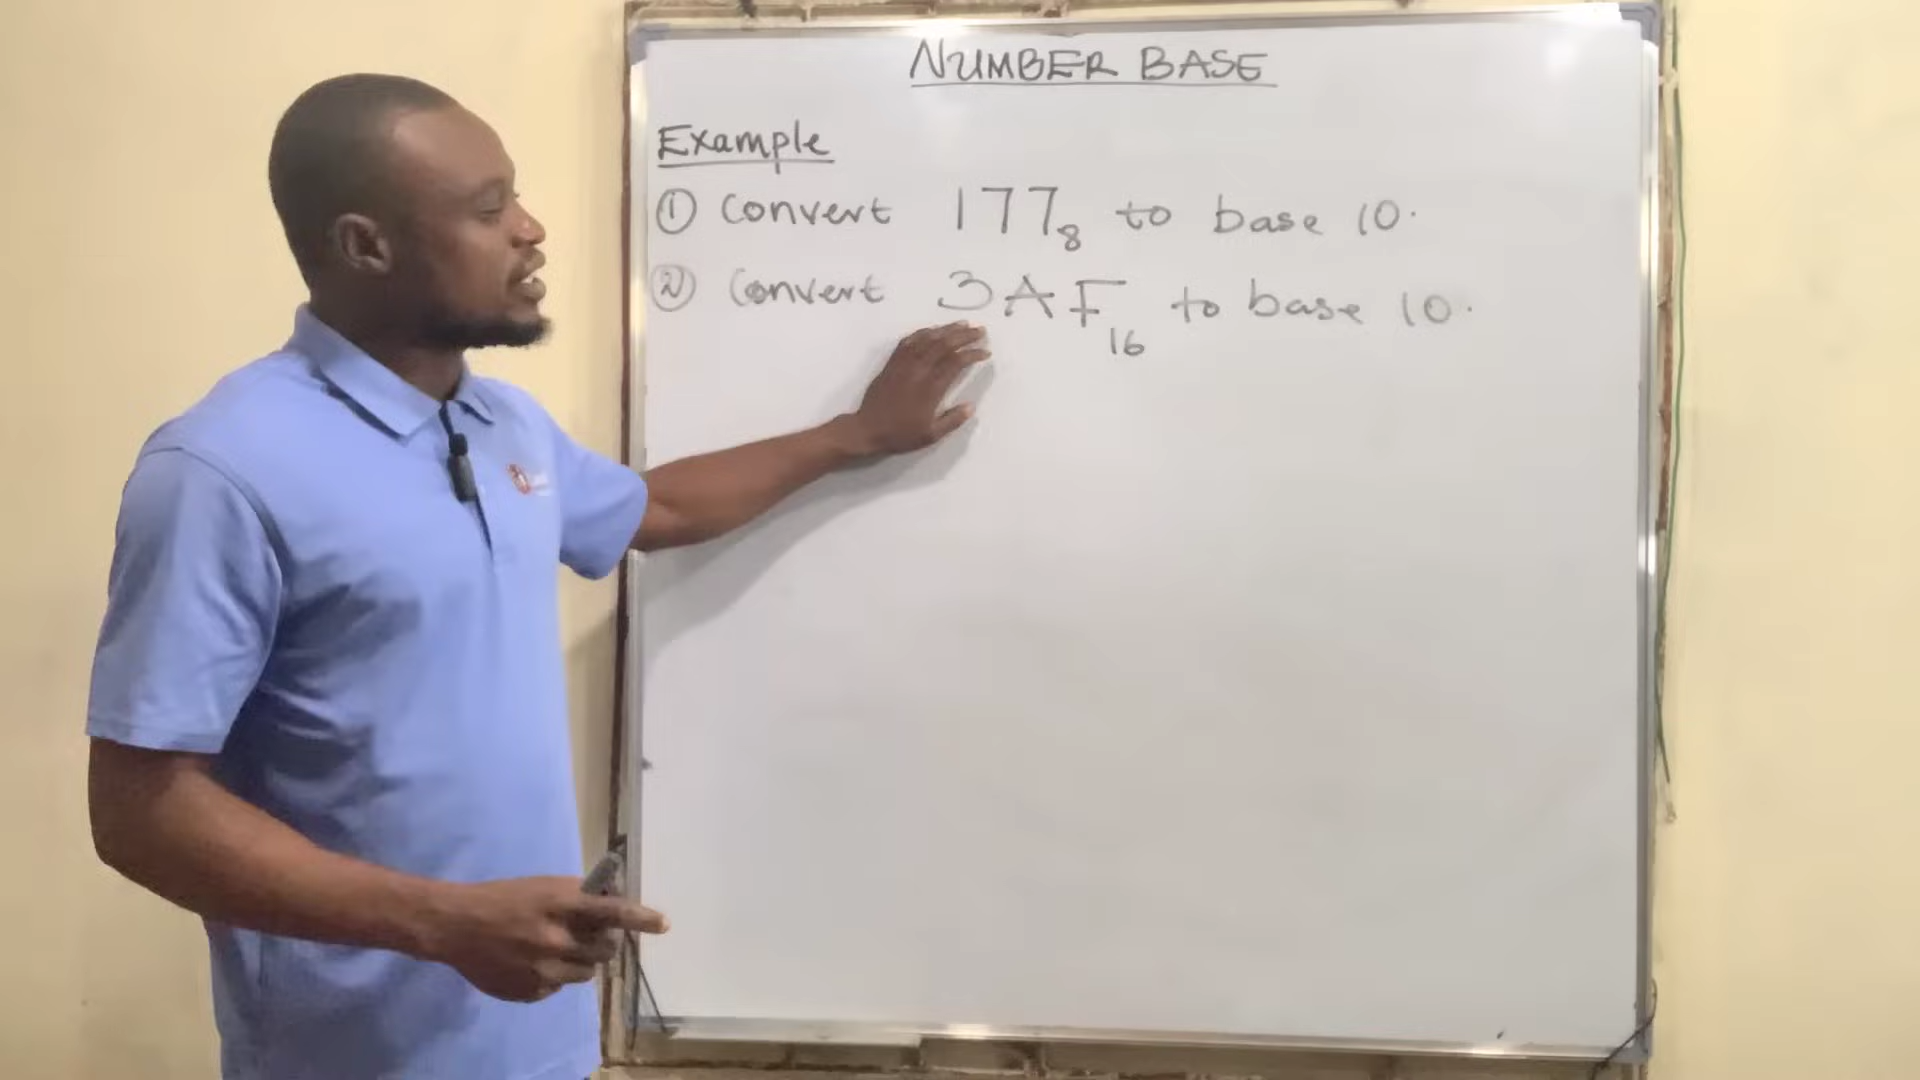 NUMBER BASE
Example
① Convert 177₈ to base 10.
② Convert 3AF₁₆ to base 10.